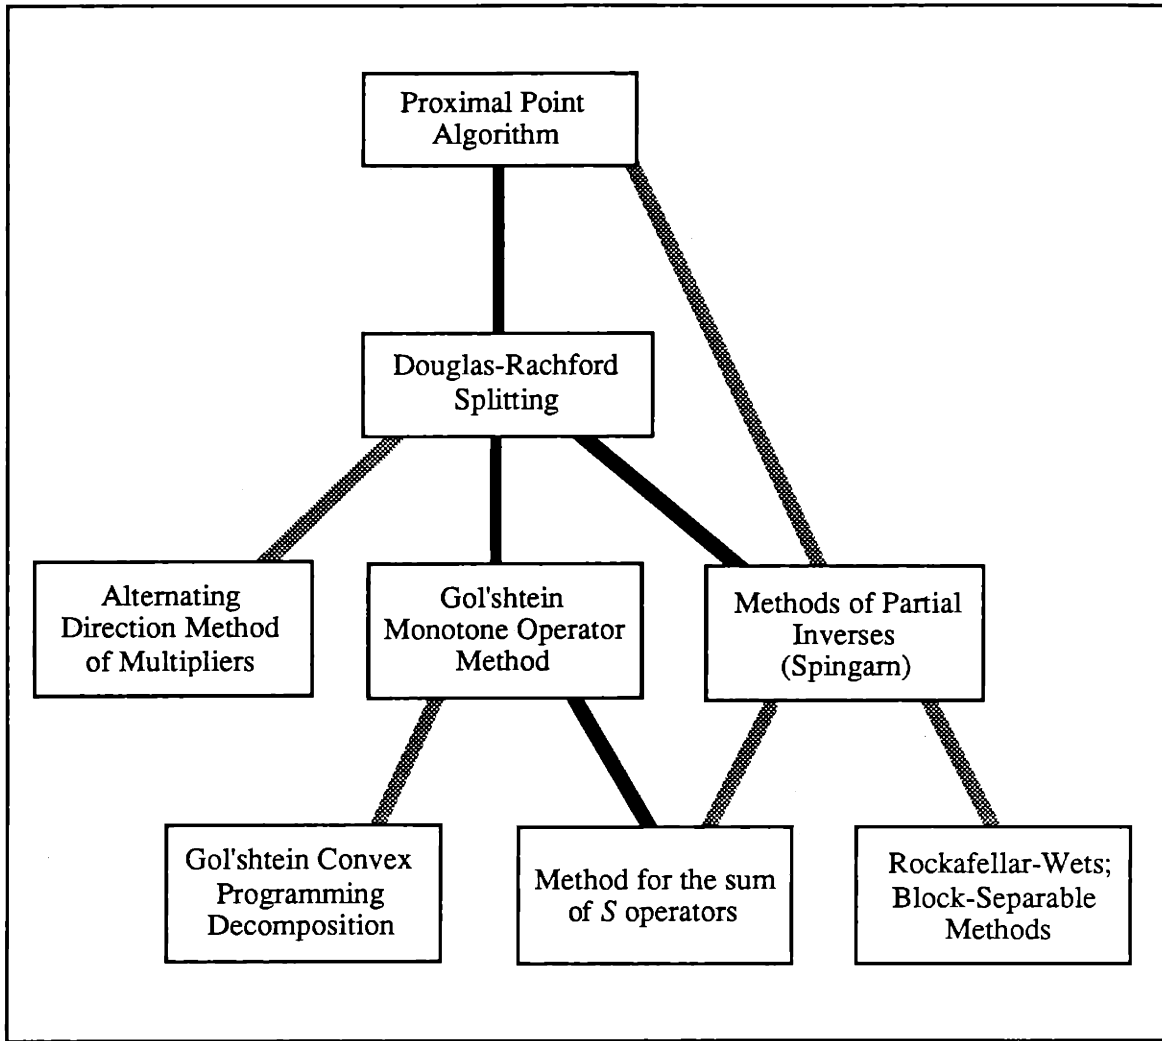 Proximal Point
Algorithm
Douglas-Rachford
Splitting
Alternating
Direction Method
of Multipliers
Gol'shtein
Monotone Operator
Method
Methods of Partial
Inverses
(Spingarn)
Gol'shtein Convex
Programming
Decomposition
Method for the sum
of S operators
Rockafellar-Wets;
Block-Separable
Methods